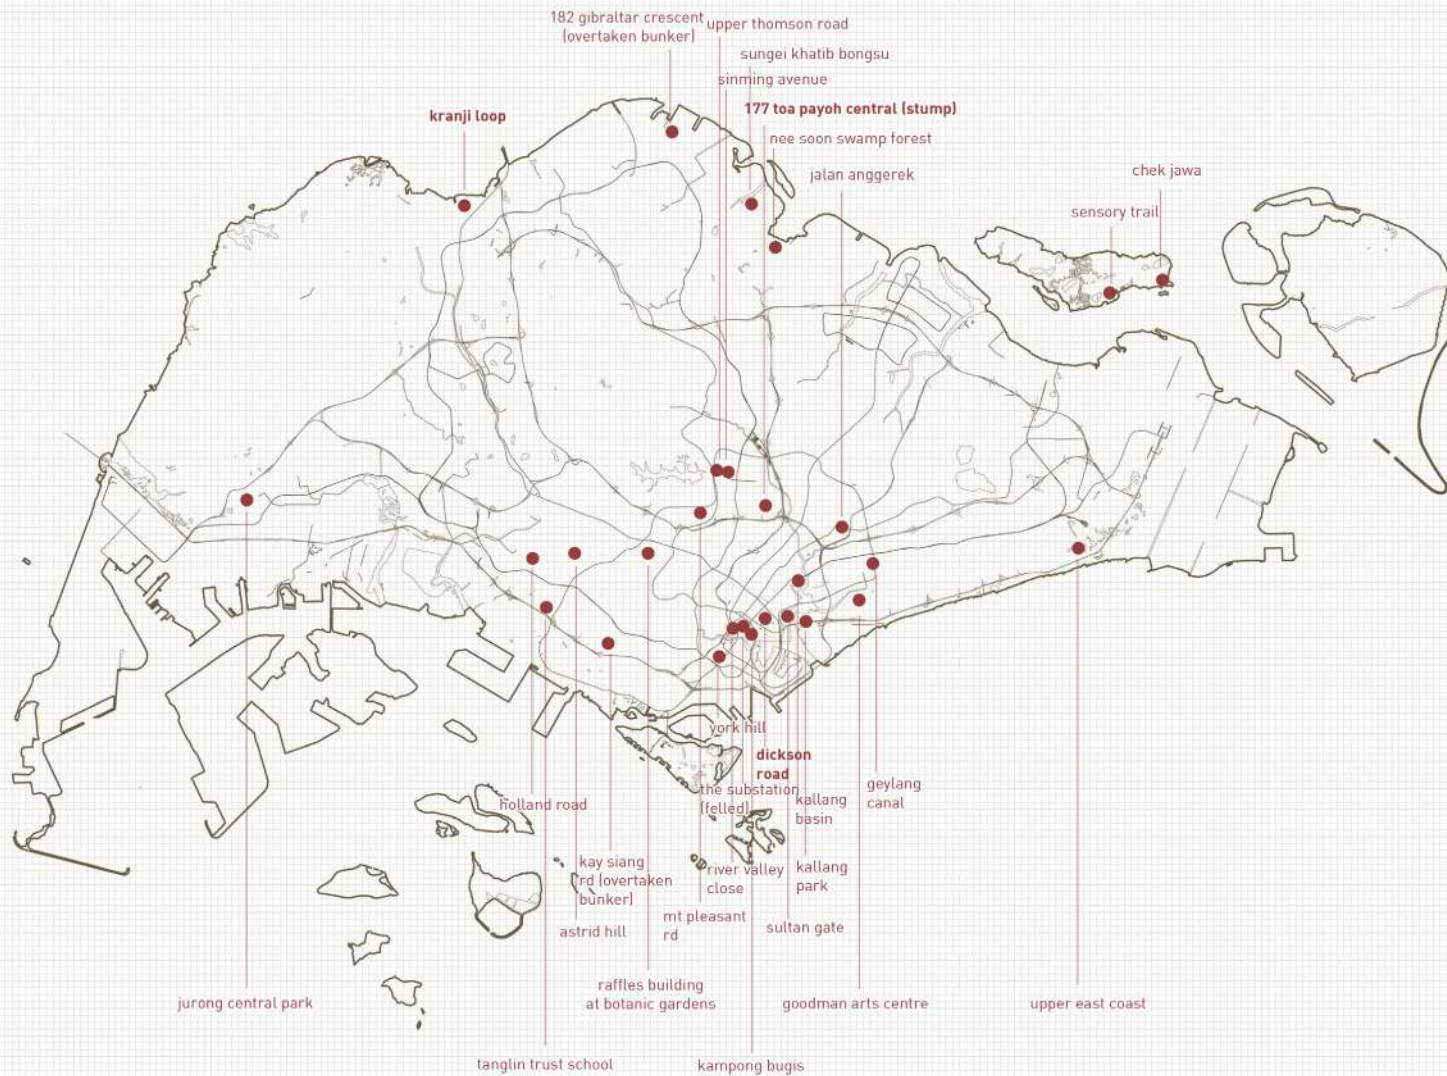 182 gibraltar crescent
(overtaken bunker)
upper thomson road
sungei khatib bongsu
sinming avenue
177 toa payoh central (stump)
kranji loop
nee soon swamp forest
jalan anggerek
chek jawa
sensory trail
york hill
dickson
road
the substation
(felled)
holland road
kallang
basin
geylang
canal
kay siang
rd (overtaken
bunker)
river valley
close
kallang
park
astrid hill
mt pleasant
rd
sultan gate
raffles building
at botanic gardens
jurong central park
goodman arts centre
upper east coast
tanglin trust school
kampong bugis